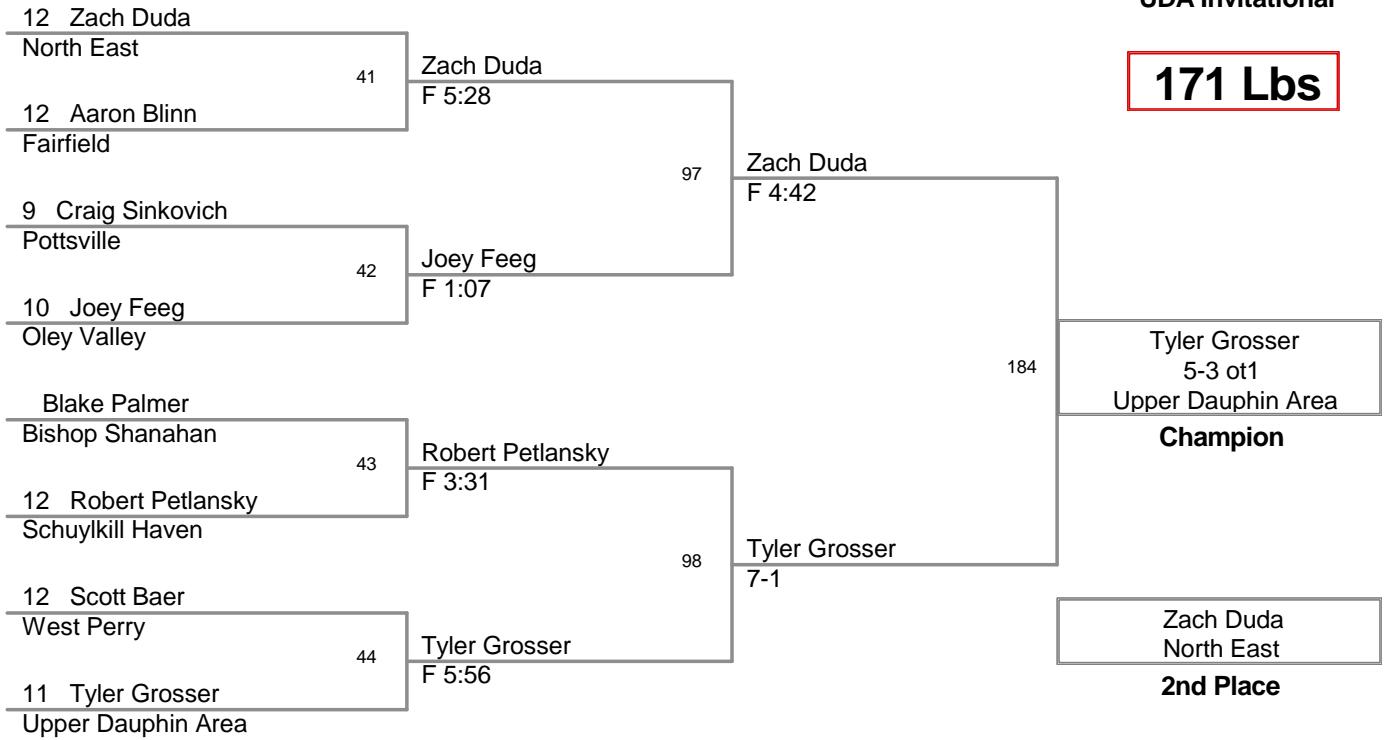 UDA Invitational
171 Lbs
12 Zach Duda
North East
41
12 Aaron Blinn
Fairfield
Zach Duda
F 5:28
9 Craig Sinkovich
Pottsville
42
10 Joey Feeg
Oley Valley
Joey Feeg
F 1:07
97
Zach Duda
F 4:42
Blake Palmer
Bishop Shanahan
43
12 Robert Petlansky
Schuylkill Haven
Robert Petlansky
F 3:31
12 Scott Baer
West Perry
44
11 Tyler Grosser
Upper Dauphin Area
Tyler Grosser
F 5:56
98
Tyler Grosser
7-1
184
Tyler Grosser
5-3 ot1
Upper Dauphin Area
Champion
Zach Duda
North East
2nd Place